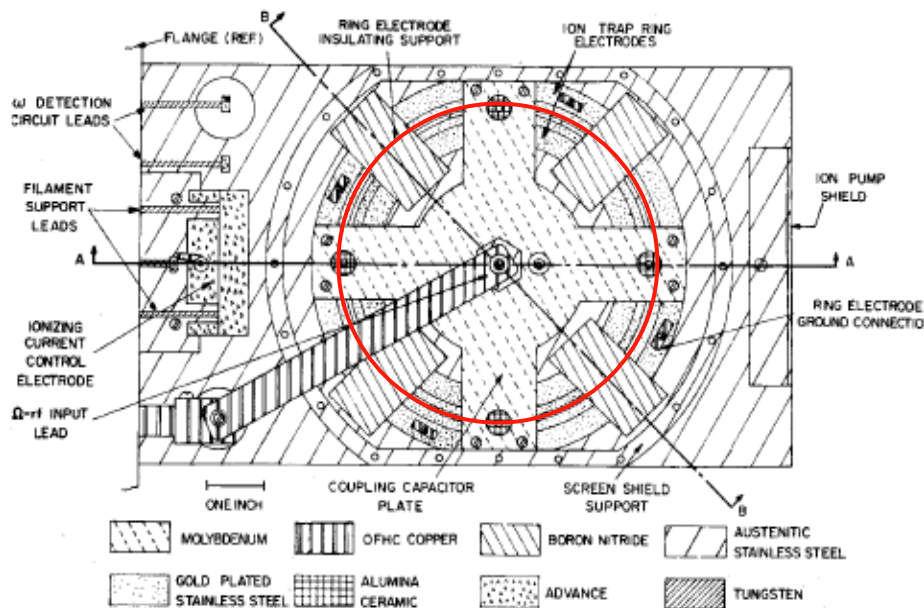 B
FLANGE (REF)
RING ELECTRODE
INSULATING SUPPORT
ION TRAP RING
ELECTRODES
ω DETECTION
CIRCUIT LEADS
FILAMENT
SUPPORT
LEADS
ION PUMP
SHIELD
A
A
RING ELECTRODE
GROUND CONNECTIO
IONIZING
CURRENT
CONTROL
ELECTRODE
Ω=rf INPUT
LEAD
ONE INCH
COUPLING CAPACITOR
PLATE
SCREEN SHIELD
SUPPORT
B
MOLYBDENUM
OFHC COPPER
BORON NITRIDE
AUSTENITIC
STAINLESS STEEL
GOLD PLATED
STAINLESS STEEL
ALUMINA
CERAMIC
ADVANCE
TUNGSTEN